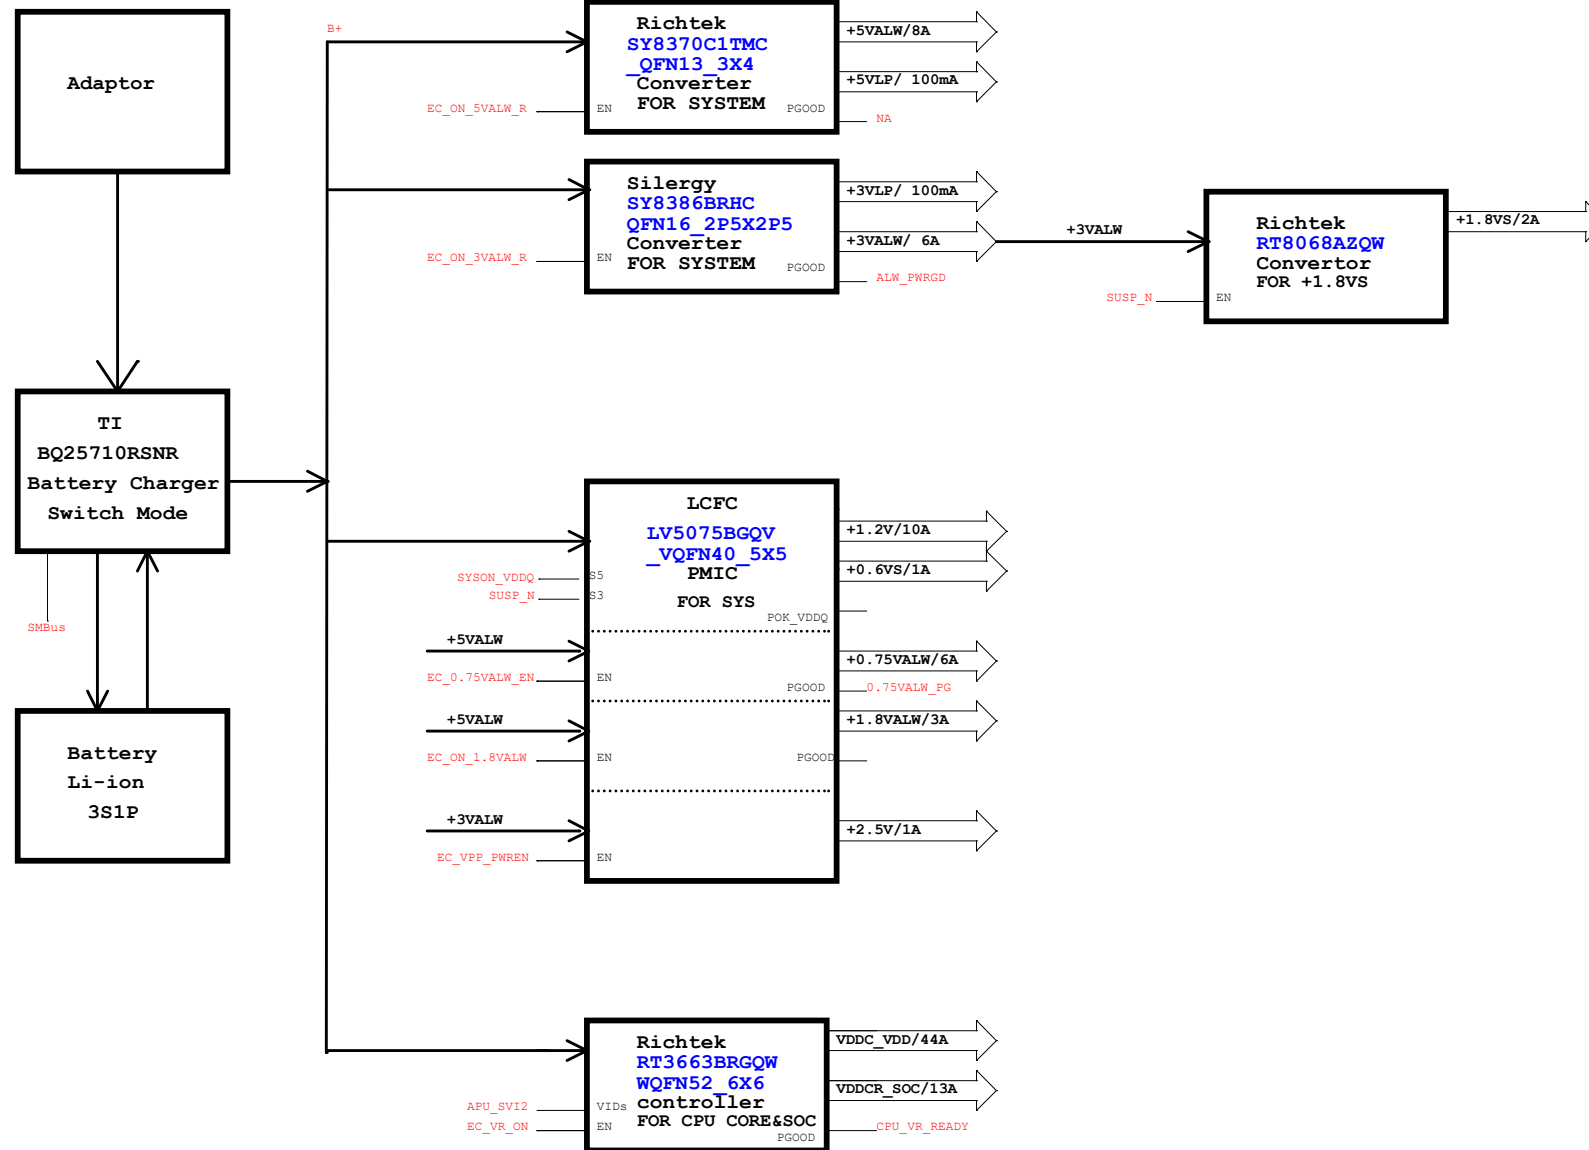 Adaptor
B+
Richtek
SY8370C1TMC
_QFN13_3X4
Converter
FOR SYSTEM
EC_ON_5VALW_R
EN
PGOOD
+5VALW/8A
+5VLP/ 100mA
NA
Silergy
SY8386BRHC
QFN16_2P5X2P5
Converter
FOR SYSTEM
EC_ON_3VALW_R
EN
PGOOD
+3VLP/ 100mA
+3VALW/ 6A
ALW_PWRGD
+3VALW
Richtek
RT8068AZQW
Convertor
FOR +1.8VS
SUSP_N
EN
+1.8VS/2A
TI
BQ25710RSNR
Battery Charger
Switch Mode
SMBus
Battery
Li-ion
3S1P
LCFC
LV5075BGQV
_VQFN40_5X5
PMIC
FOR SYS
SYSON_VDDQ
S5
SUSP_N
S3
POK_VDDQ
+1.2V/10A
+0.6VS/1A
+5VALW
EC_0.75VALW_EN
EN
PGOOD
+0.75VALW/6A
0.75VALW_PG
+5VALW
EC_ON_1.8VALW
EN
PGOOD
+1.8VALW/3A
+3VALW
EC_VPP_PWREN
EN
+2.5V/1A
Richtek
RT3663BRGQW
WQFN52_6X6
controller
FOR CPU CORE&SOC
APU_SVI2
VIDs
EC_VR_ON
EN
PGOOD
VDDC_VDD/44A
VDDCR_SOC/13A
CPU_VR_READY